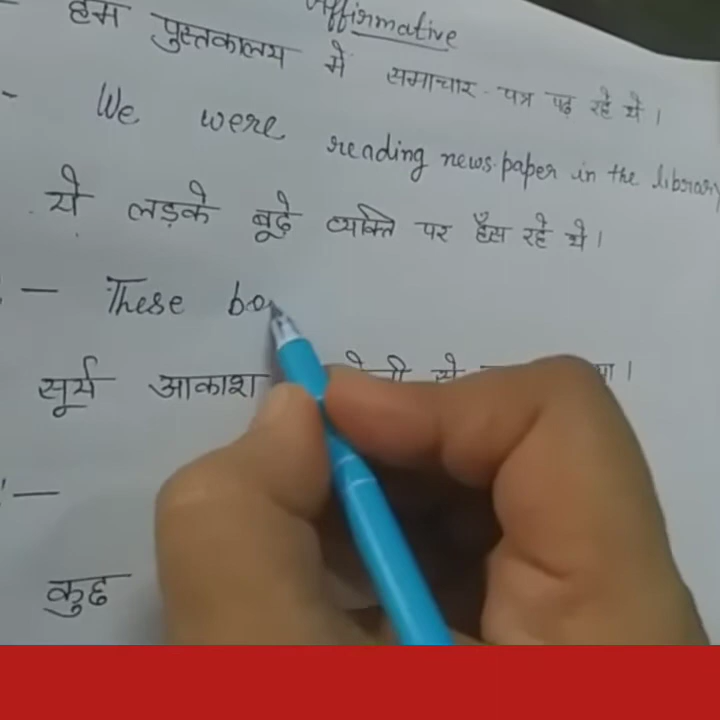 Affirmative
हम पुस्तकालय में समाचार-पत्र पढ़ रहे थे।
We were reading news.paper in the library
ये लड़के बूढे व्यक्ति पर हँस रहे थे।
These bo
सूर्य आकाश से
कुछ